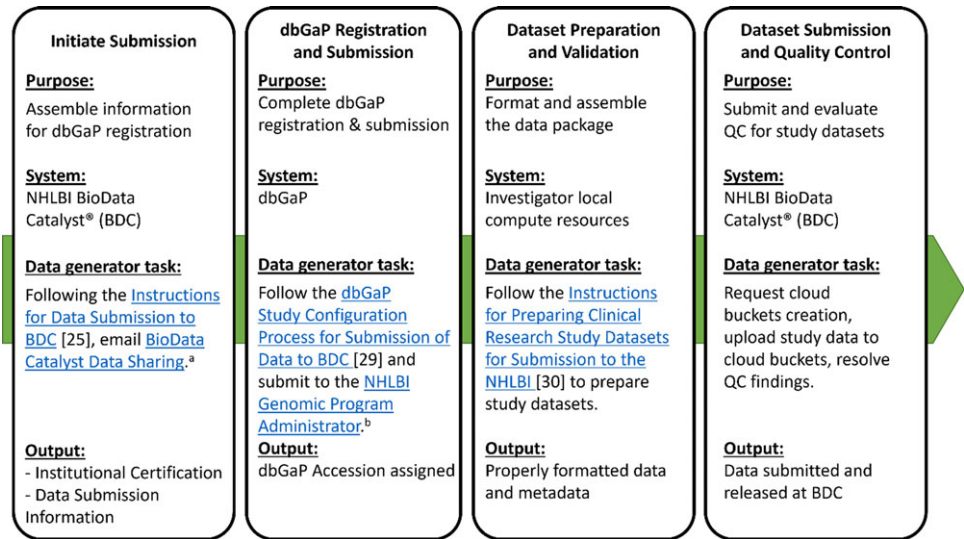 Initiate Submission
Purpose:
Assemble information
for dbGaP registration
System:
NHLBI BioData
Catalyst® (BDC)
Data generator task:
Following the Instructions
for Data Submission to
BDC [25], email BioData
Catalyst Data Sharing.ᵃ
Output:
- Institutional Certification
- Data Submission
Information
dbGaP Registration
and Submission
Purpose:
Complete dbGaP
registration & submission
System:
dbGaP
Data generator task:
Follow the dbGaP
Study Configuration
Process for Submission of
Data to BDC [29] and
submit to the NHLBI
Genomic Program
Administrator.ᵇ
Output:
dbGaP Accession assigned
Dataset Preparation
and Validation
Purpose:
Format and assemble
the data package
System:
Investigator local
compute resources
Data generator task:
Follow the Instructions
for Preparing Clinical
Research Study Datasets
for Submission to the
NHLBI [30] to prepare
study datasets.
Output:
Properly formatted data
and metadata
Dataset Submission
and Quality Control
Purpose:
Submit and evaluate
QC for study datasets
System:
NHLBI BioData
Catalyst® (BDC)
Data generator task:
Request cloud
buckets creation,
upload study data to
cloud buckets, resolve
QC findings.
Output:
Data submitted and
released at BDC